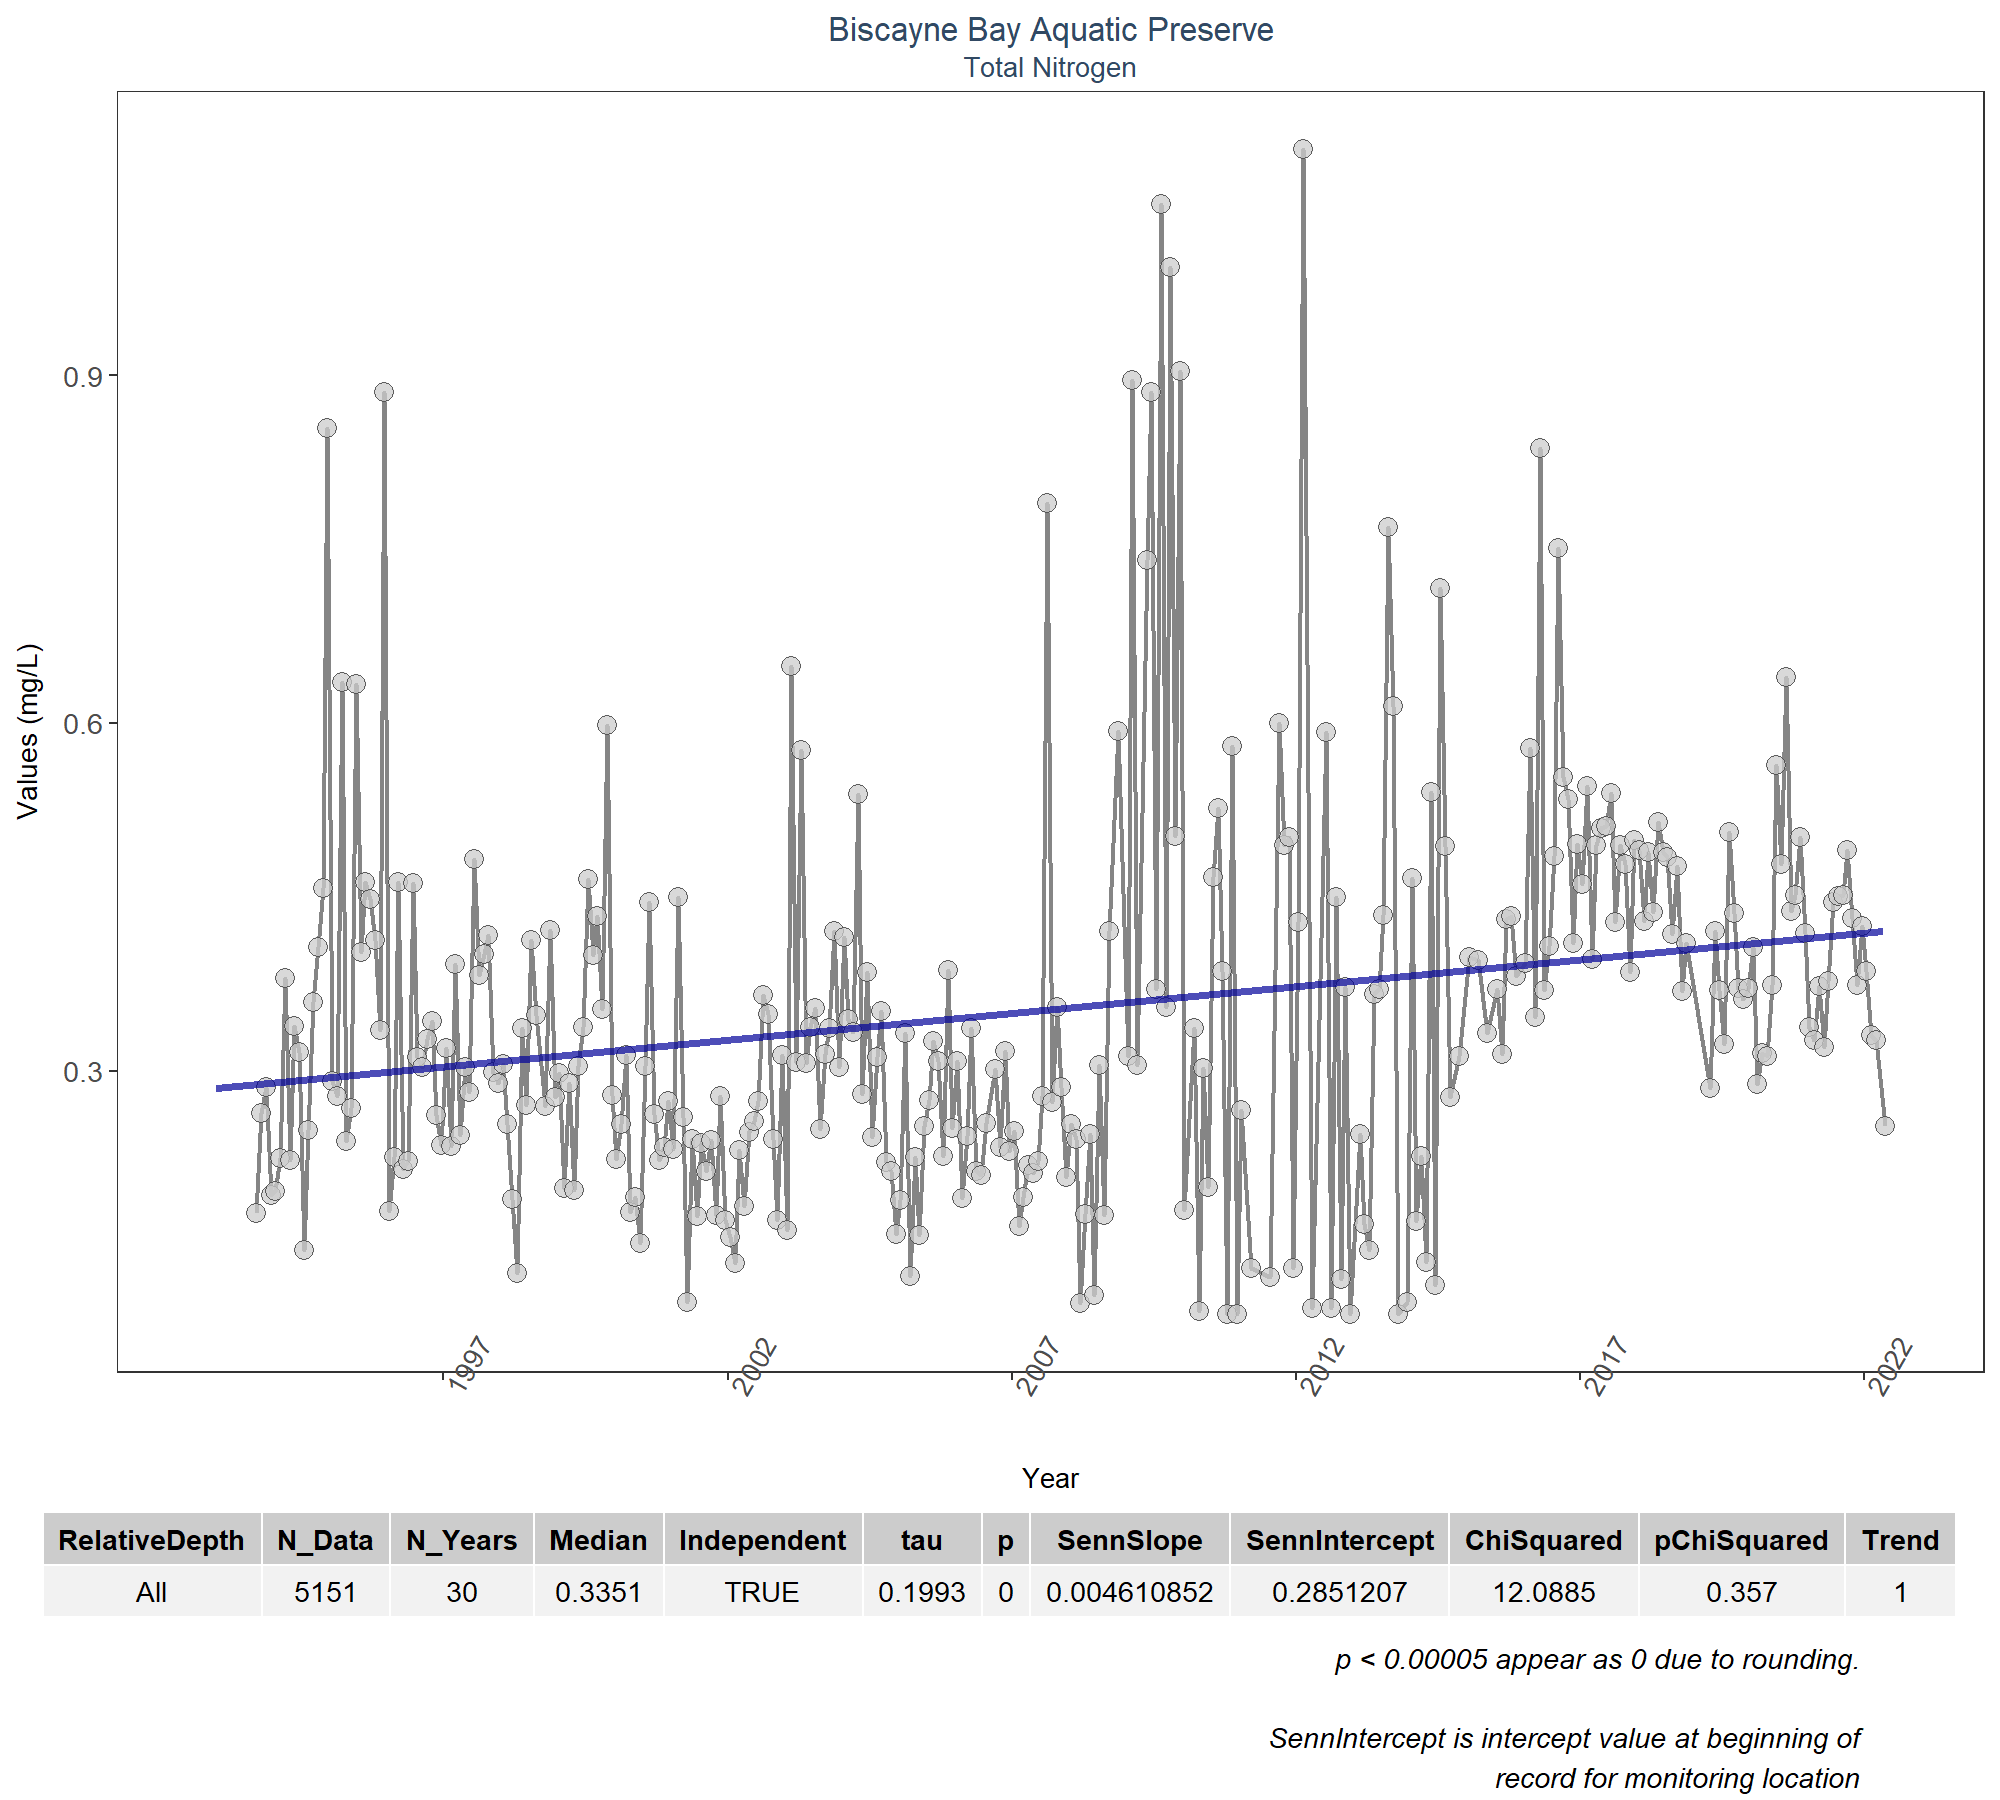 Biscayne Bay Aquatic Preserve
Total Nitrogen
Values (mg/L)
0.9
0.6
0.3
1997 2002 2007 2012 2017 2022
Year
RelativeDepth N_Data N_Years Median Independent tau p SennSlope SennIntercept ChiSquared pChiSquared Trend
All 5151 30 0.3351 TRUE 0.1993 0 0.004610852 0.2851207 12.0885 0.357 1
p < 0.00005 appear as 0 due to rounding.
SennIntercept is intercept value at beginning of
record for monitoring location